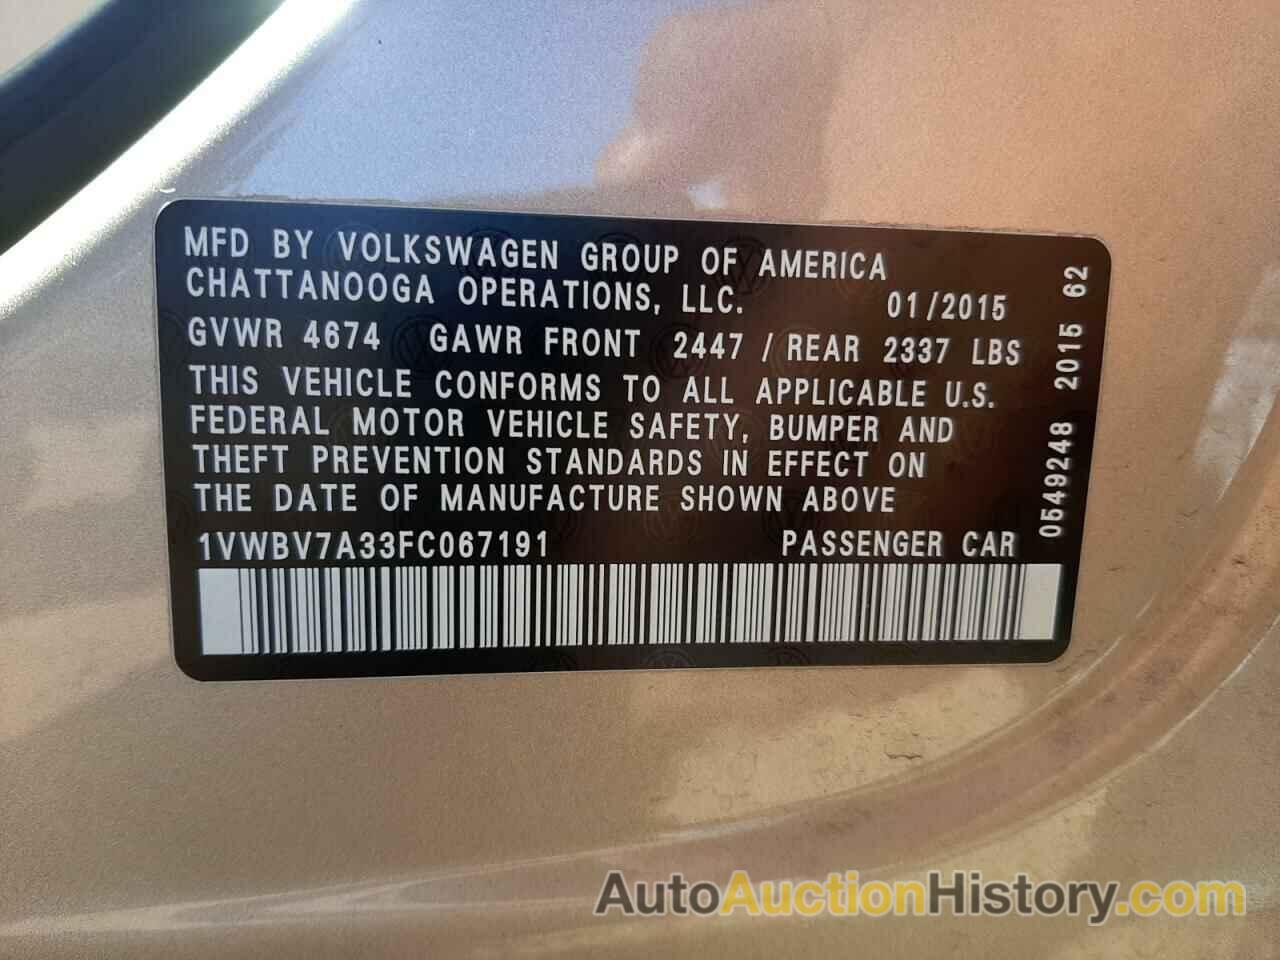 MFD BY VOLKSWAGEN GROUP OF AMERICA
CHATTANOOGA OPERATIONS, LLC. 01/2015
GVWR 4674 GAWR FRONT 2447 / REAR 2337 LBS
THIS VEHICLE CONFORMS TO ALL APPLICABLE U.S.
FEDERAL MOTOR VEHICLE SAFETY, BUMPER AND
THEFT PREVENTION STANDARDS IN EFFECT ON
THE DATE OF MANUFACTURE SHOWN ABOVE
1VWBV7A33FC067191 PASSENGER CAR
0549248 2015 62
AutoAuctionHistory.com